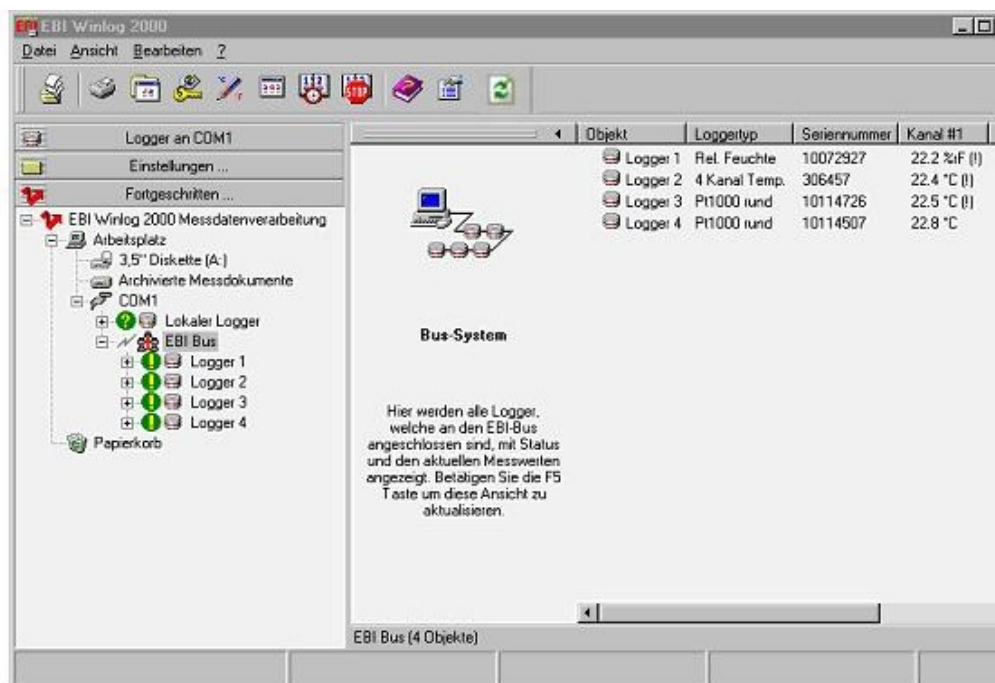 EBI Winlog 2000
Datei Ansicht Bearbeiten ?
Logger an COM1
Einstellungen ...
Fortgeschritten ...
EBI Winlog 2000 Messdatenverarbeitung
Arbeitsplatz
3,5" Diskette (A:)
Archivierte Messdokumente
COM1
Lokaler Logger
EBI Bus
Logger 1
Logger 2
Logger 3
Logger 4
Papierkorb
Bus-System
Hier werden alle Logger,
welche an den EBI-Bus
angeschlossen sind, mit Status
und den aktuellen Messwerten
angezeigt. Betätigen Sie die F5
Taste um diese Ansicht zu
aktualisieren.
Objekt Loggertyp Seriennummer Kanal #1
Logger 1 Rel. Feuchte 10072927 22.2 %rF (!)
Logger 2 4 Kanal Temp. 306457 22.4 °C (!)
Logger 3 Pt1000 rund 10114726 22.5 °C (!)
Logger 4 Pt1000 rund 10114507 22.8 °C
EBI Bus (4 Objekte)